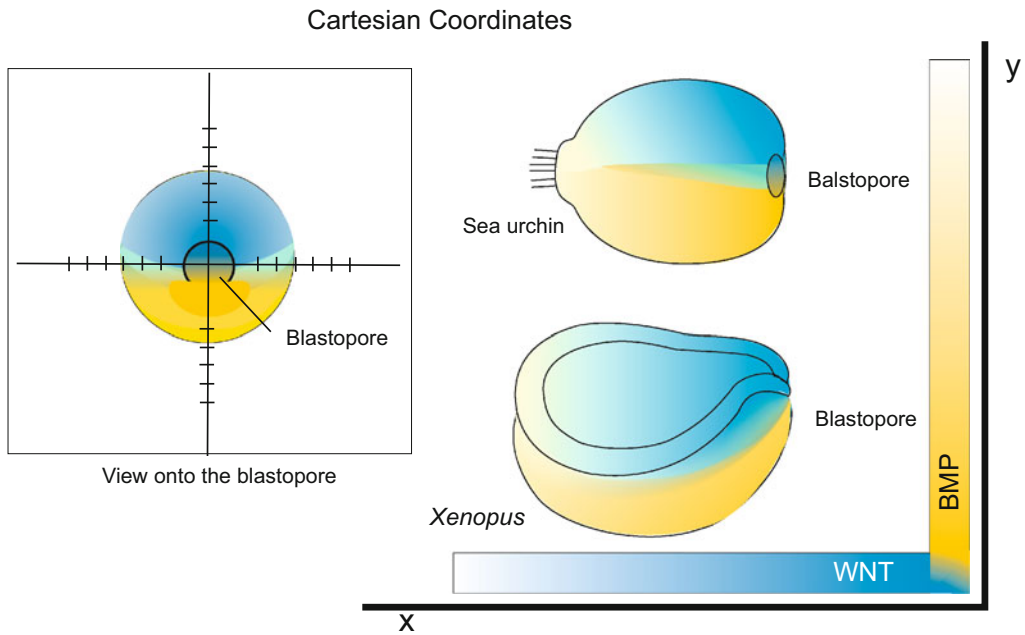 Cartesian Coordinates
y
Balstopore
Sea urchin
Blastopore
Blastopore
View onto the blastopore
Xenopus
BMP
WNT
x